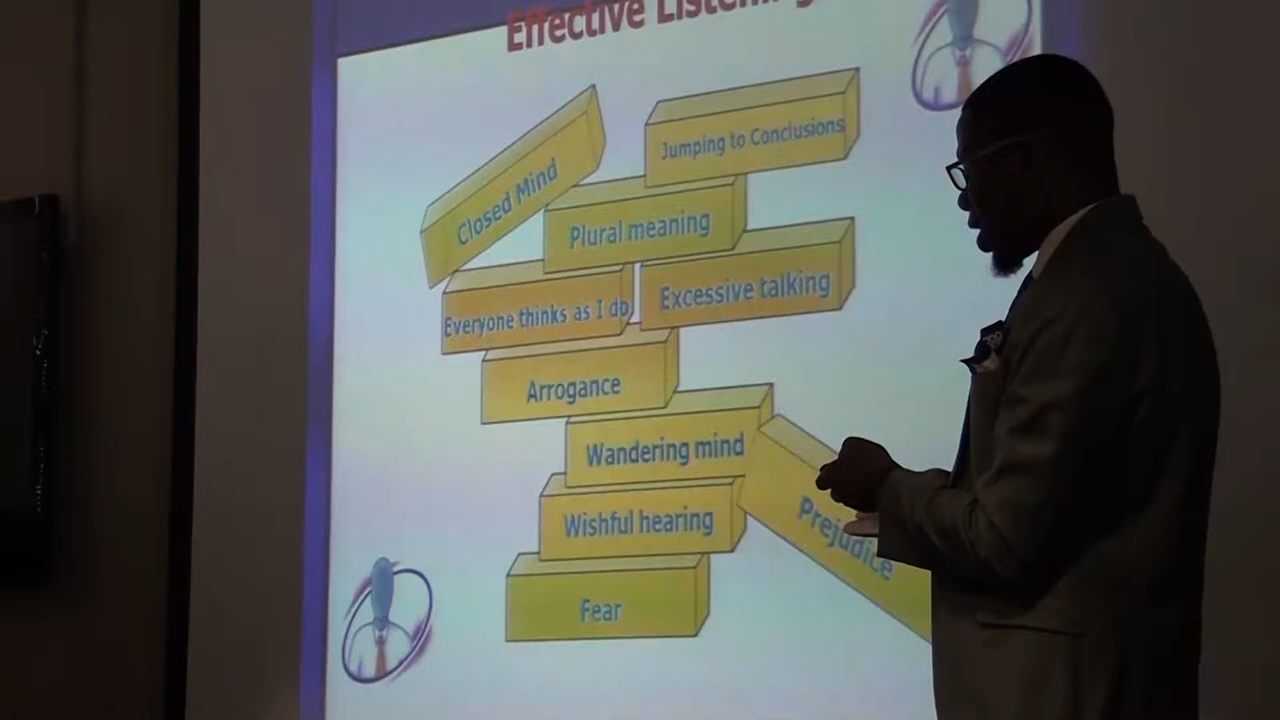 Effective Listening
Closed Mind
Jumping to Conclusions
Plural meaning
Everyone thinks as I do
Excessive talking
Arrogance
Wandering mind
Prejudice
Wishful hearing
Fear